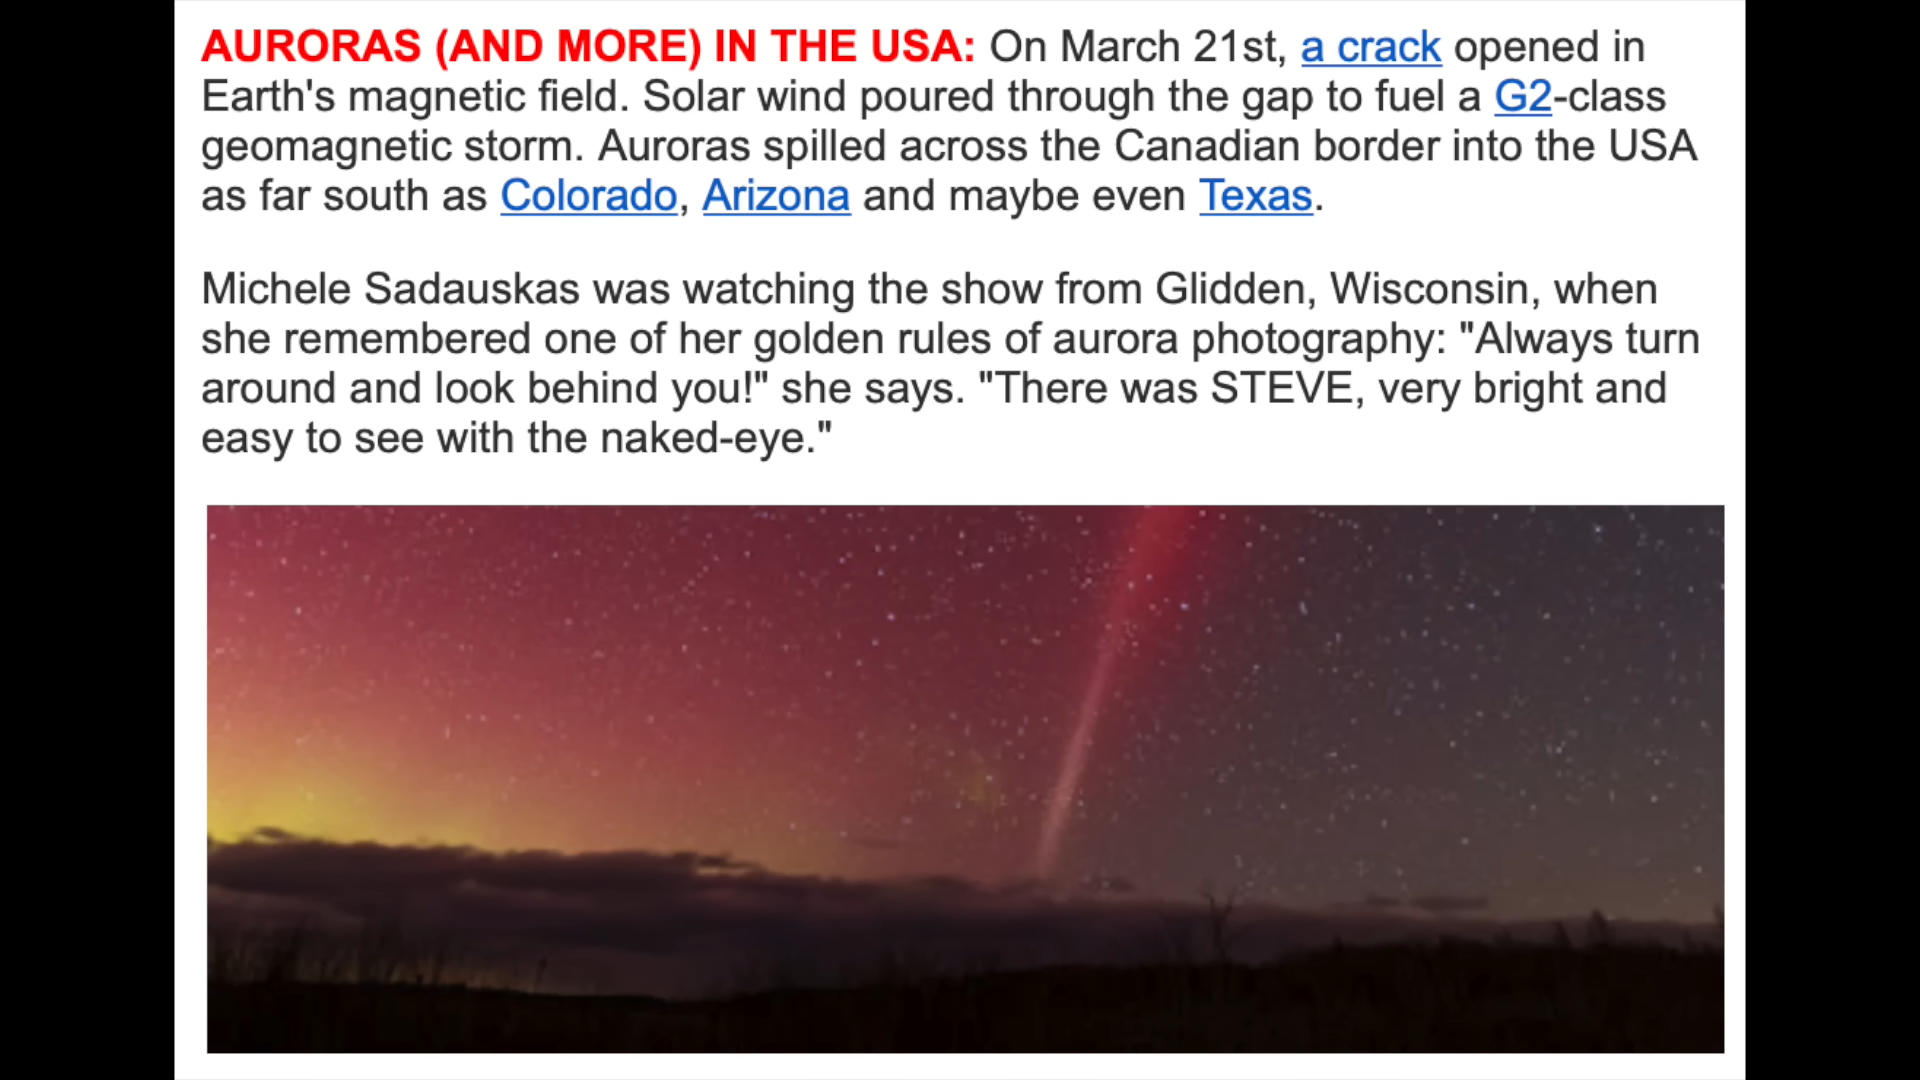 AURORAS (AND MORE) IN THE USA: On March 21st, a crack opened in
Earth's magnetic field. Solar wind poured through the gap to fuel a G2-class
geomagnetic storm. Auroras spilled across the Canadian border into the USA
as far south as Colorado, Arizona and maybe even Texas.
Michele Sadauskas was watching the show from Glidden, Wisconsin, when
she remembered one of her golden rules of aurora photography: "Always turn
around and look behind you!" she says. "There was STEVE, very bright and
easy to see with the naked-eye."